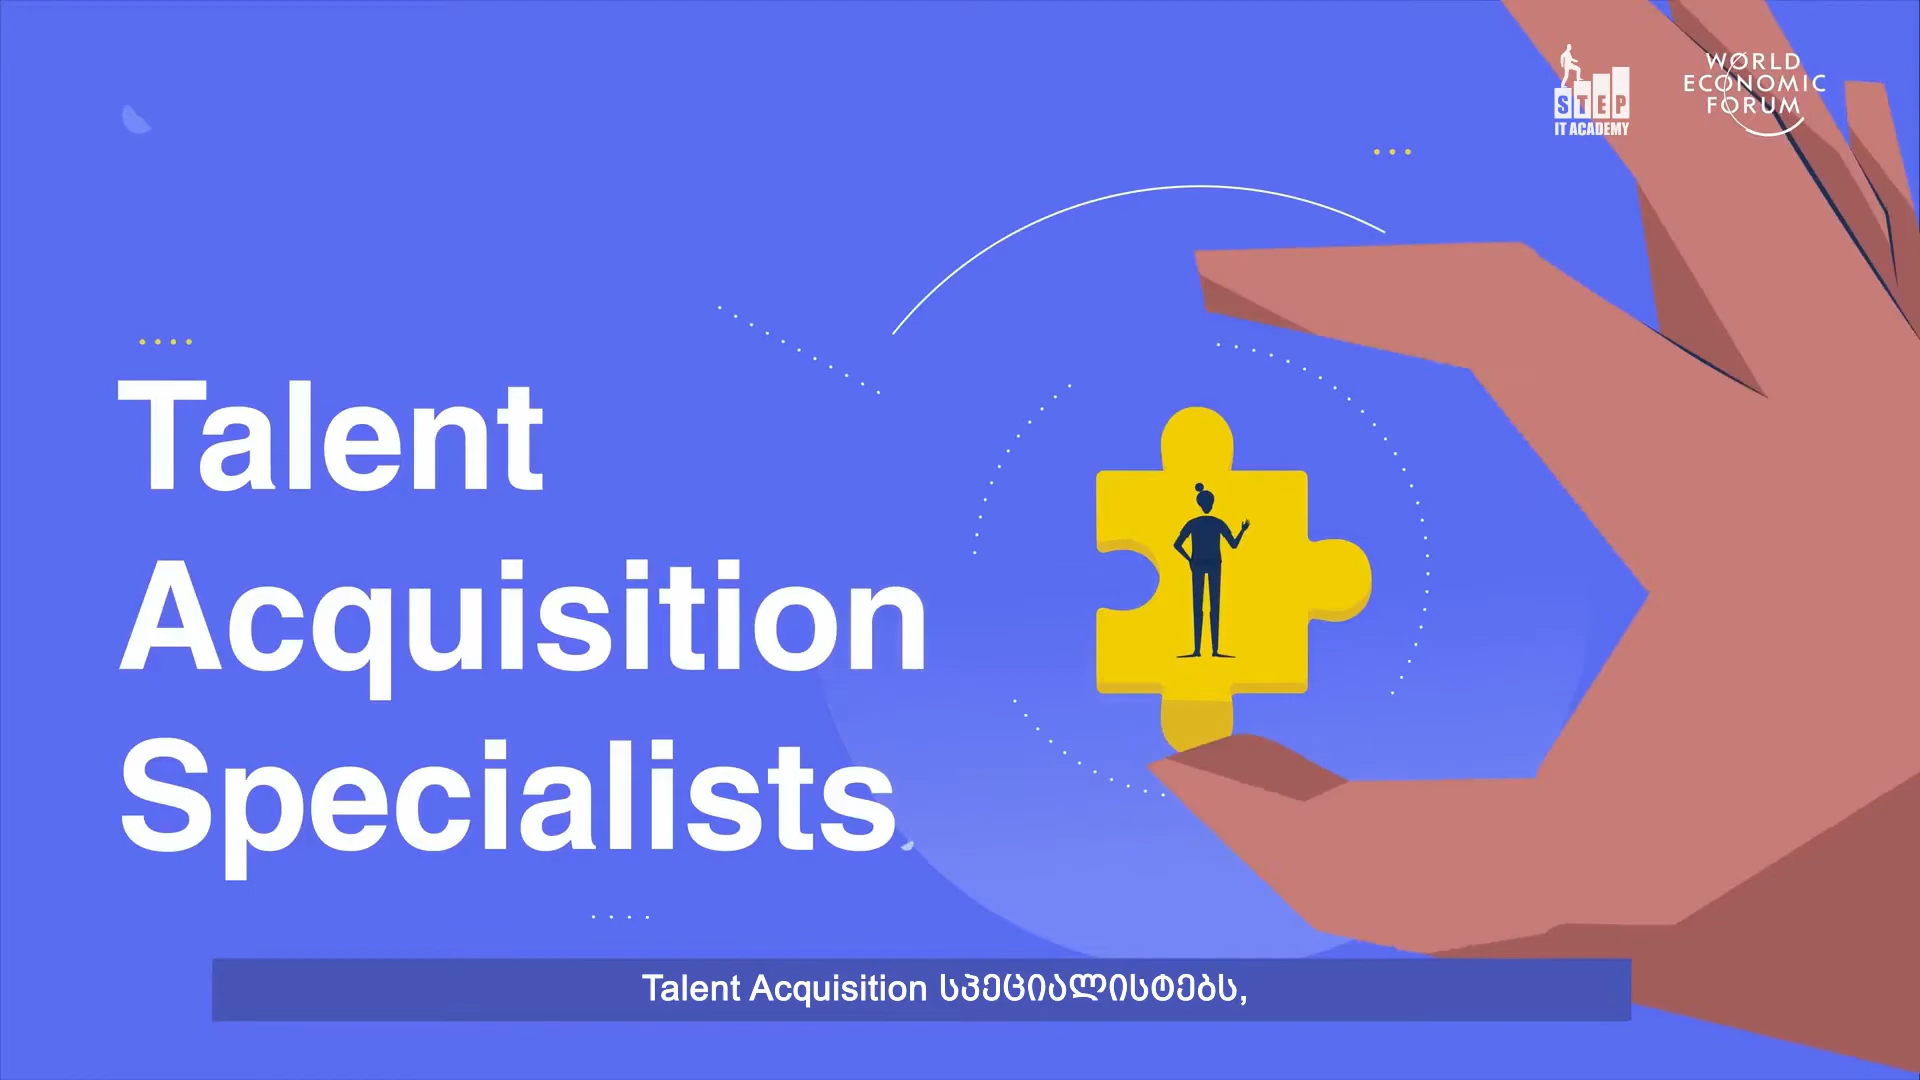 STEP
IT ACADEMY
WORLD
ECONOMIC
FORUM
Talent
Acquisition
Specialists
Talent Acquisition სპეციალისტებს,